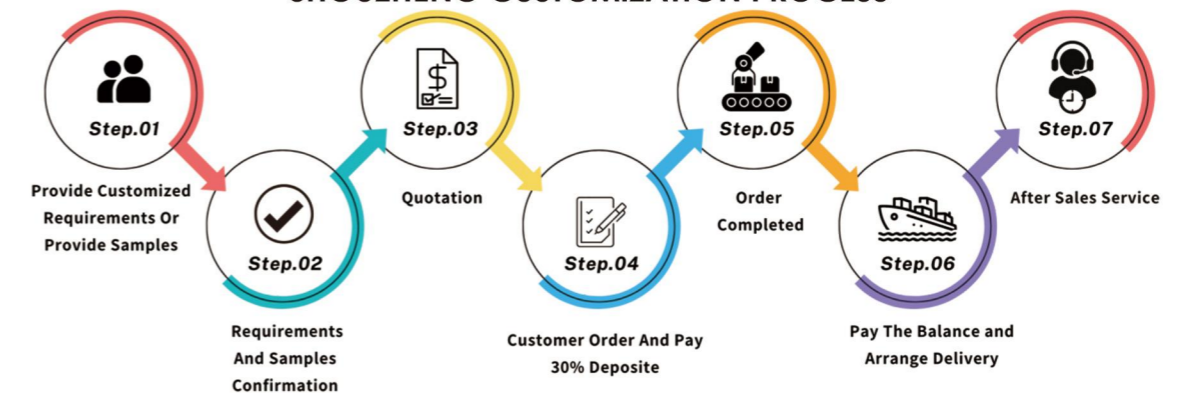 CUSTOMIZATION PROCESS
Step.01
Provide Customized
Requirements Or
Provide Samples
Step.02
Requirements
And Samples
Confirmation
Step.03
Quotation
Step.04
Customer Order And Pay
30% Deposite
Step.05
Order
Completed
Step.06
Pay The Balance and
Arrange Delivery
Step.07
After Sales Service